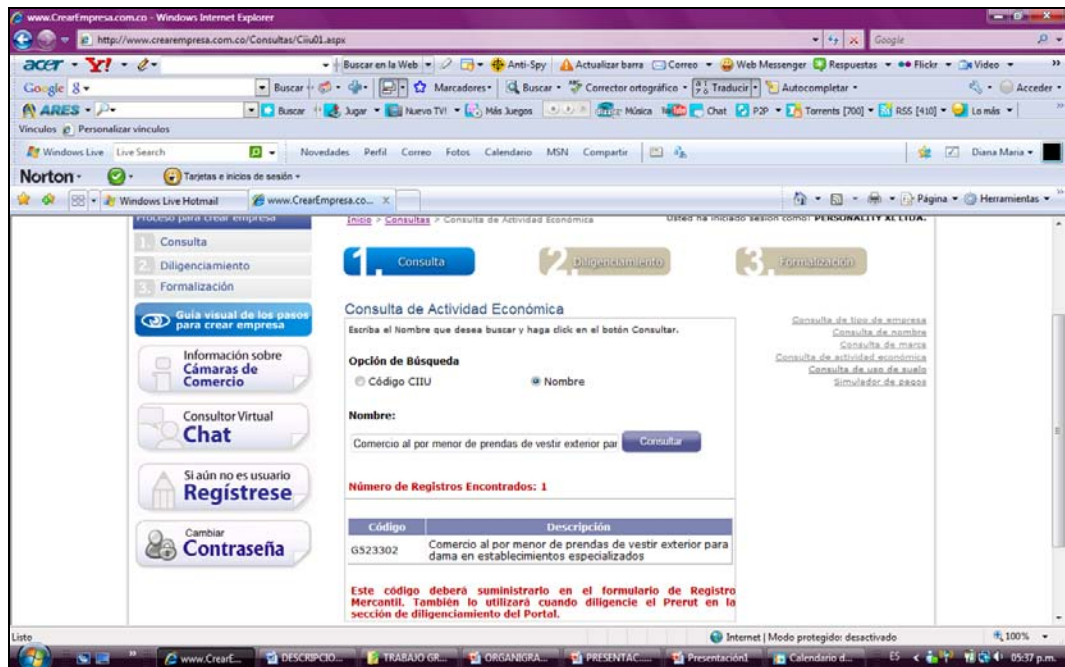 www.CrearEmpresa.com.co - Windows Internet Explorer
http://www.crearempresa.com.co/Consultas/Ciiu01.aspx
Google
acer Y! Buscar en la Web Anti-Spy Actualizar barra Correo Web Messenger Respuestas Flickr Video
Google Buscar Marcadores Buscar Corrector ortográfico Traducir Autocompletar Acceder
ARES Buscar Jugar Nuevo TV! Más Juegos Música Chat P2P Torrents [700] RSS [410] Lo más
Vínculos Personalizar vínculos
Windows Live Live Search Novedades Perfil Correo Fotos Calendario MSN Compartir Diana Maria
Norton Tarjetas e inicios de sesión
Windows Live Hotmail www.CrearEmpresa.co... X Página Herramientas
Proceso para crear empresa
Inicio > Consultas > Consulta de Actividad Económica
Usted ha iniciado sesión como: PERSONALITY XL LTDA.
1. Consulta
2. Diligenciamiento
3. Formalización
1. Consulta
2. Diligenciamiento
3. Formalización
Guía visual de los pasos
para crear empresa
Información sobre
Cámaras de
Comercio
Consultor Virtual
Chat
Si aún no es usuario
Regístrese
Cambiar
Contraseña
Consulta de Actividad Económica
Escriba el Nombre que desea buscar y haga click en el botón Consultar.
Opción de Búsqueda
Código CIIU Nombre
Nombre:
Comercio al por menor de prendas de vestir exterior par
Consultar
Número de Registros Encontrados: 1
Código Descripción
G523302 Comercio al por menor de prendas de vestir exterior para
dama en establecimientos especializados
Este código deberá suministrarlo en el formulario de Registro
Mercantil. También lo utilizará cuando diligencie el Prerut en la
sección de diligenciamiento del Portal.
Consulta de tipo de empresa
Consulta de nombre
Consulta de marca
Consulta de actividad económica
Consulta de uso de suelo
Simulador de pagos
Listo
Internet | Modo protegido: desactivado
100%
www.CrearE... DESCRIPCIO... TRABAJO GR... ORGANIGRA... PRESENTAC... Presentación1 Calendario d... ES 05:37 p.m.